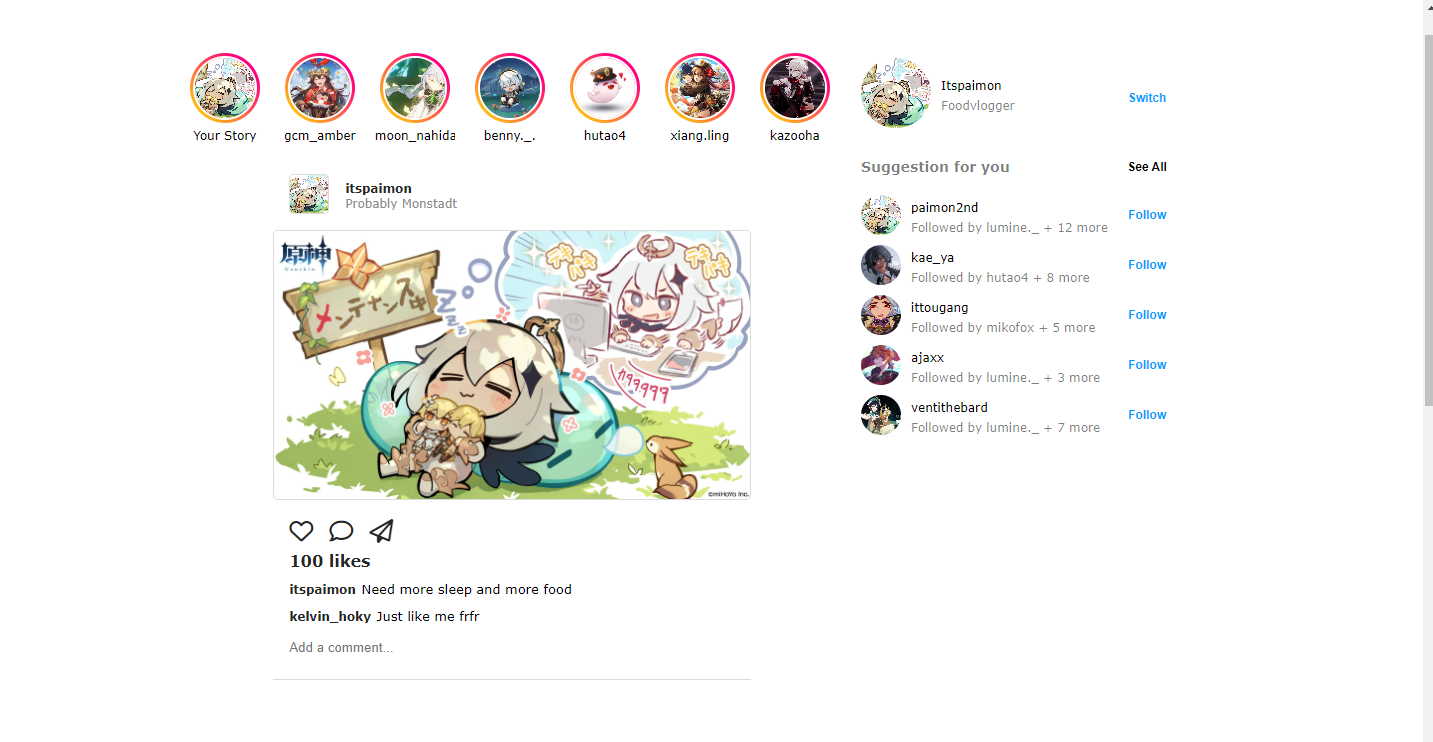 Your Story
gcm_amber
moon_nahida
benny._.
hutao4
xiang.ling
kazooha
Itspaimon
Foodvlogger
Switch
Suggestion for you
See All
paimon2nd
Followed by lumine._ + 12 more
Follow
kae_ya
Followed by hutao4 + 8 more
Follow
ittougang
Followed by mikofox + 5 more
Follow
ajaxx
Followed by lumine._ + 3 more
Follow
ventithebard
Followed by lumine._ + 7 more
Follow
itspaimon
Probably Monstadt
原神
Genshin
メンテナンス中
zzz
テキパキ
テキパキ
カタタタタ
©miHoYo Inc.
100 likes
itspaimon Need more sleep and more food
kelvin_hoky Just like me frfr
Add a comment...